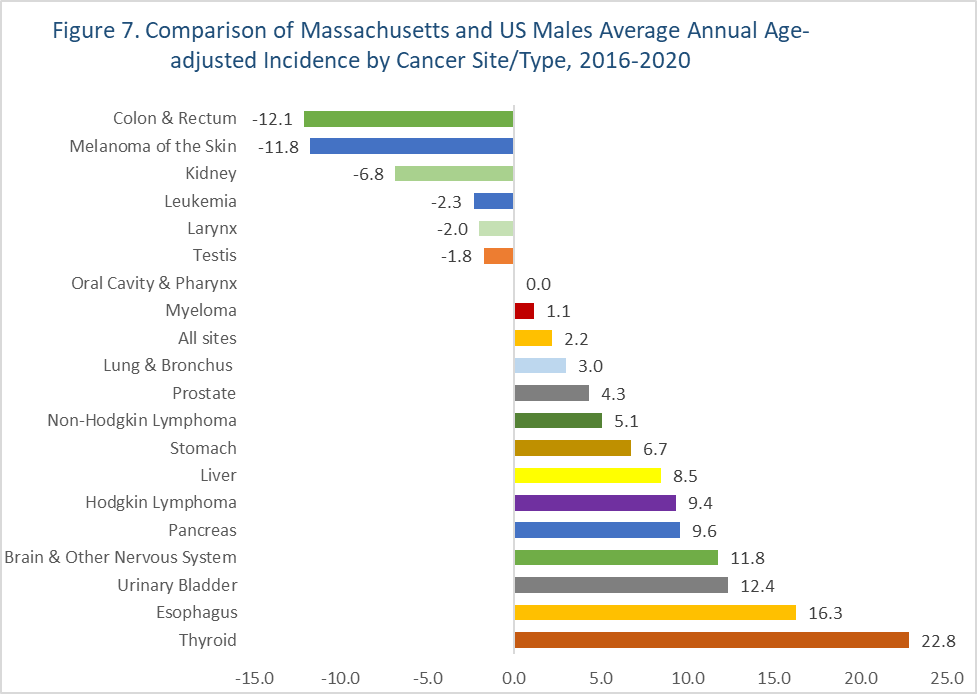 Figure 7. Comparison of Massachusetts and US Males Average Annual Age-
adjusted Incidence by Cancer Site/Type, 2016-2020
Colon & Rectum -12.1
Melanoma of the Skin -11.8
Kidney -6.8
Leukemia -2.3
Larynx -2.0
Testis -1.8
Oral Cavity & Pharynx 0.0
Myeloma 1.1
All sites 2.2
Lung & Bronchus 3.0
Prostate 4.3
Non-Hodgkin Lymphoma 5.1
Stomach 6.7
Liver 8.5
Hodgkin Lymphoma 9.4
Pancreas 9.6
Brain & Other Nervous System 11.8
Urinary Bladder 12.4
Esophagus 16.3
Thyroid 22.8
-15.0 -10.0 -5.0 0.0 5.0 10.0 15.0 20.0 25.0